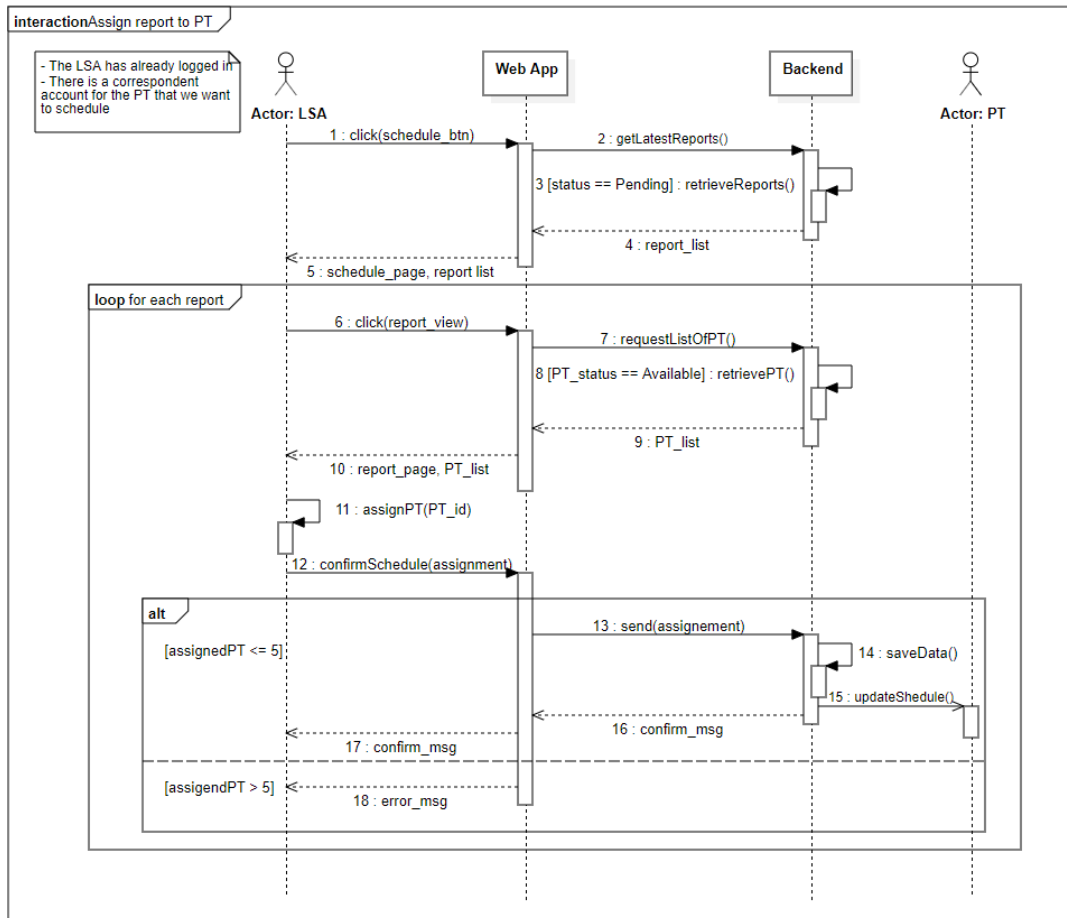 interactionAssign report to PT
- The LSA has already logged in
- There is a correspondent
account for the PT that we want
to schedule
Actor: LSA
Web App
Backend
Actor: PT
1 : click(schedule_btn)
2 : getLatestReports()
3 [status == Pending] : retrieveReports()
4 : report_list
5 : schedule_page, report list
loop for each report
6 : click(report_view)
7 : requestListOfPT()
8 [PT_status == Available] : retrievePT()
9 : PT_list
10 : report_page, PT_list
11 : assignPT(PT_id)
12 : confirmSchedule(assignment)
alt
[assignedPT <= 5]
13 : send(assignement)
14 : saveData()
15 : updateShedule()
16 : confirm_msg
17 : confirm_msg
[assigendPT > 5]
18 : error_msg